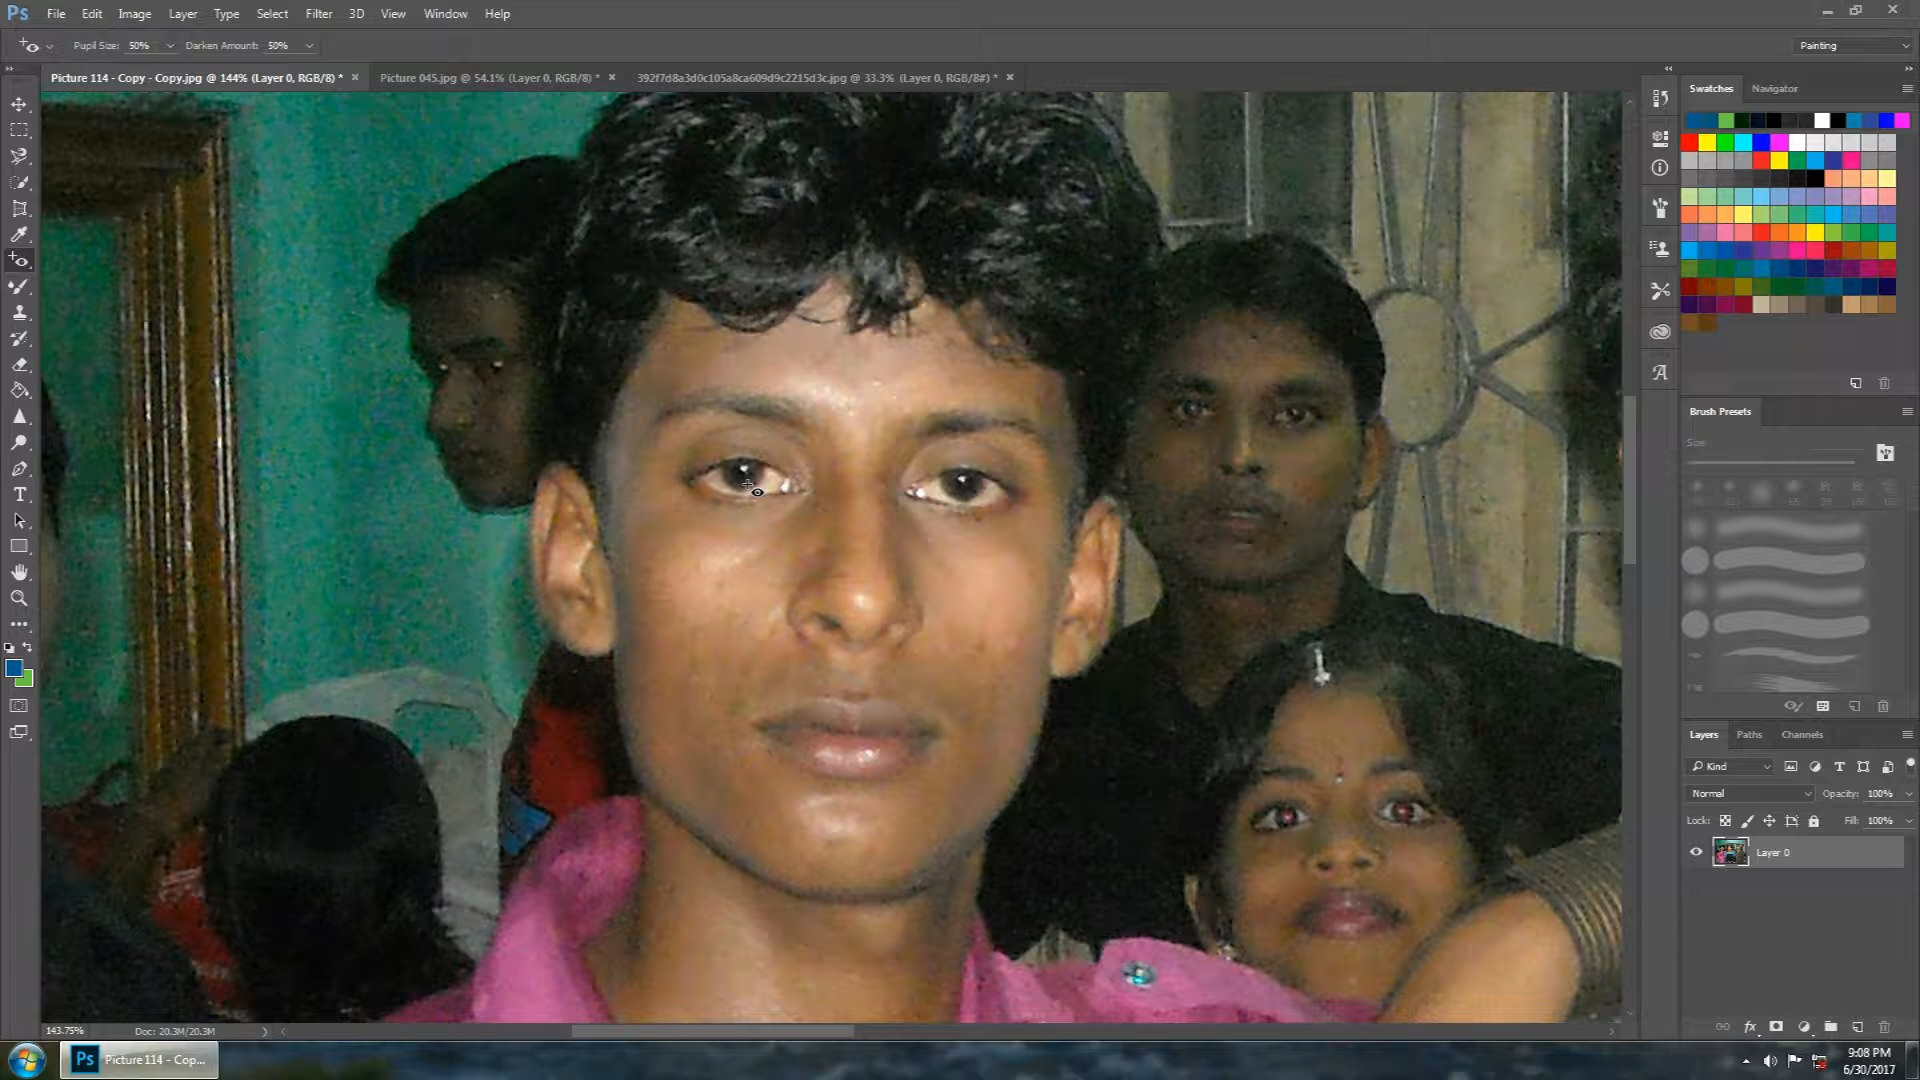 Ps File Edit Image Layer Type Select Filter 3D View Window Help
Pupil Size: 50% Darken Amount: 50% Painting
Picture 114 - Copy - Copy.jpg @ 144% (Layer 0, RGB/8) * × Picture 045.jpg @ 54.1% (Layer 0, RGB/8) * × 392f7d8a3d0c105a8ca609d9c2215d3c.jpg @ 33.3% (Layer 0, RGB/8#) * ×
Swatches Navigator
Brush Presets
Size:
Layers Paths Channels
Kind
Normal Opacity: 100%
Lock: Fill: 100%
Layer 0
143.75% Doc: 20.3M/20.3M
Ps Picture 114 - Cop...
9:08 PM
6/30/2017